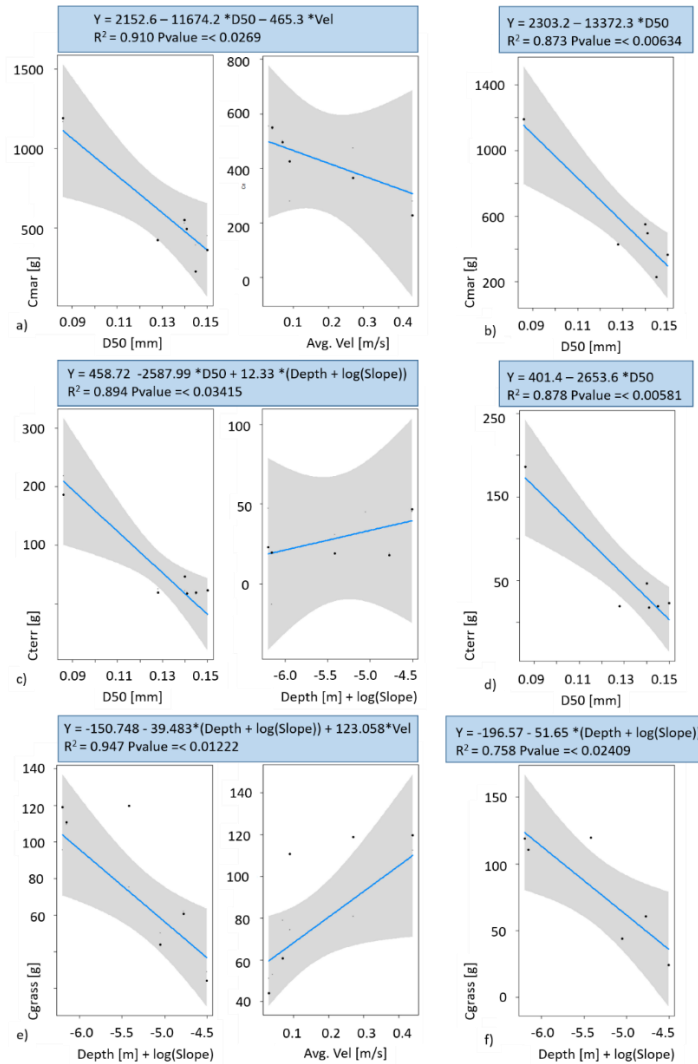 Y = 2152.6 – 11674.2 *D50 – 465.3 *Vel
R² = 0.910 Pvalue =< 0.0269
Y = 2303.2 – 13372.3 *D50
R² = 0.873 Pvalue =< 0.00634
1500
1000
500
Cmar [g]
0.09
0.11
0.13
0.15
D50 [mm]
a)
800
600
400
200
0
0.1
0.2
0.3
0.4
Avg. Vel [m/s]
1400
1000
600
200
Cmar [g]
0.09
0.11
0.13
0.15
D50 [mm]
b)
Y = 458.72 -2587.99 *D50 + 12.33 *(Depth + log(Slope))
R² = 0.894 Pvalue =< 0.03415
Y = 401.4 – 2653.6 *D50
R² = 0.878 Pvalue =< 0.00581
300
200
100
Cterr [g]
0.09
0.11
0.13
0.15
D50 [mm]
c)
100
50
0
-6.0
-5.5
-5.0
-4.5
Depth [m] + log(Slope)
250
150
50
Cterr [g]
0.09
0.11
0.13
0.15
D50 [mm]
d)
Y = -150.748 - 39.483*(Depth + log(Slope)) + 123.058*Vel
R² = 0.947 Pvalue =< 0.01222
Y = -196.57 - 51.65 *(Depth + log(Slope)
R² = 0.758 Pvalue =< 0.02409
140
120
100
80
60
40
Cgrass [g]
-6.0
-5.5
-5.0
-4.5
Depth [m] + log(Slope)
e)
140
120
100
80
60
40
0.1
0.2
0.3
0.4
Avg. Vel [m/s]
150
100
50
0
Cgrass [g]
-6.0
-5.5
-5.0
-4.5
Depth [m] + log(Slope)
f)